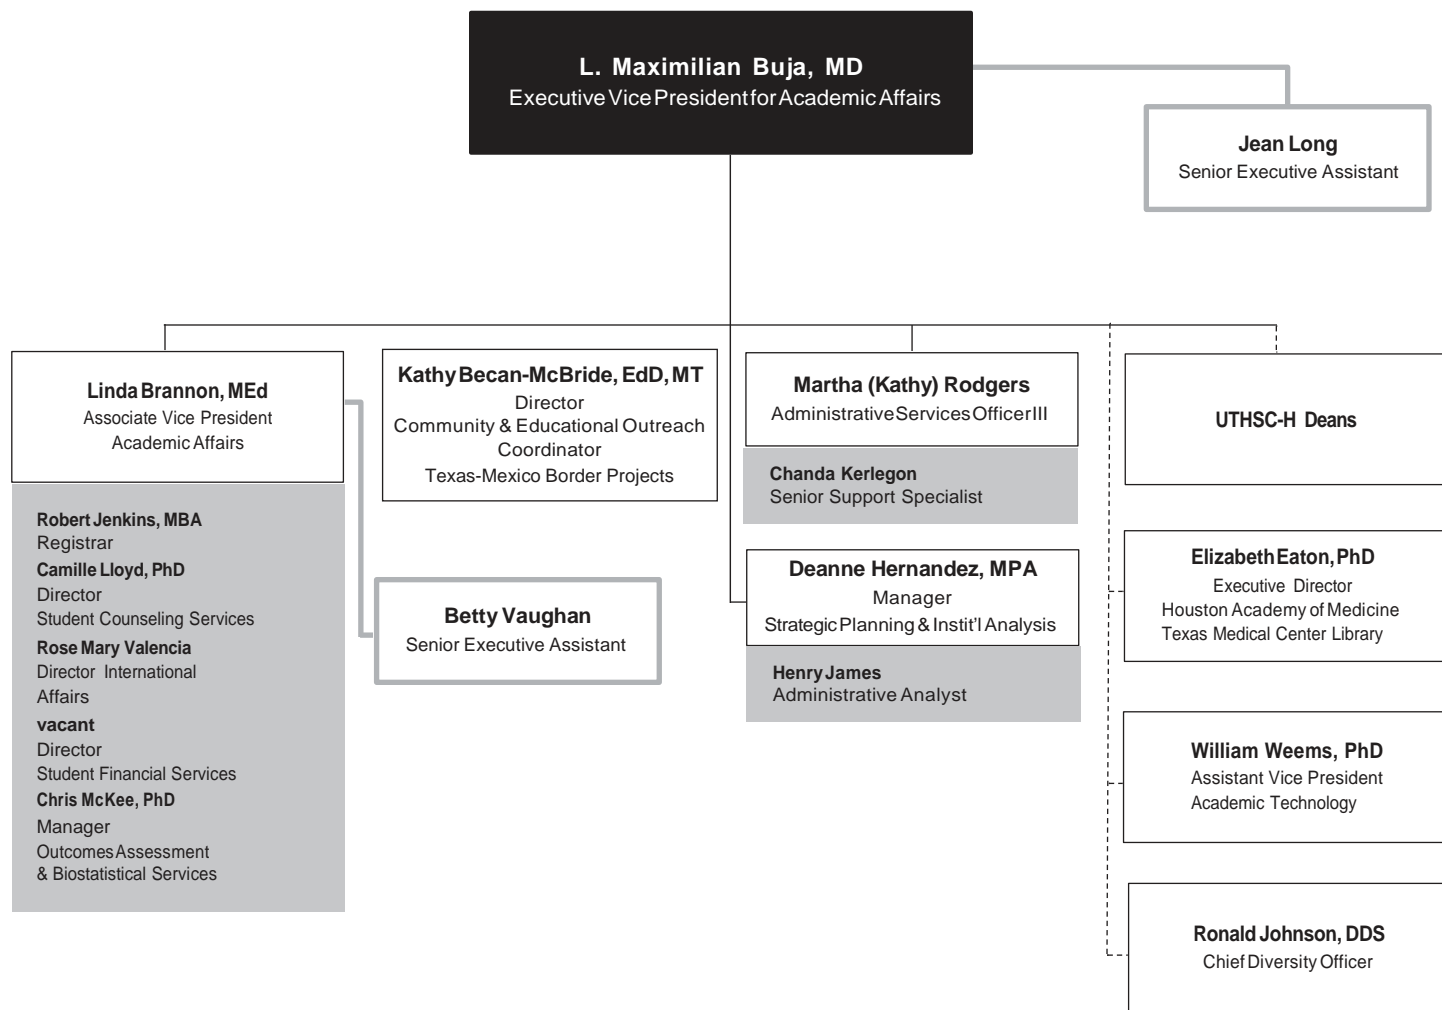 L. Maximilian Buja, MD
Executive Vice President for Academic Affairs
Jean Long
Senior Executive Assistant
Linda Brannon, MEd
Associate Vice President
Academic Affairs
Robert Jenkins, MBA
Registrar
Camille Lloyd, PhD
Director
Student Counseling Services
Rose Mary Valencia
Director International
Affairs
vacant
Director
Student Financial Services
Chris McKee, PhD
Manager
Outcomes Assessment
& Biostatistical Services
Kathy Becan-McBride, EdD, MT
Director
Community & Educational Outreach
Coordinator
Texas-Mexico Border Projects
Betty Vaughan
Senior Executive Assistant
Martha (Kathy) Rodgers
Administrative Services Officer III
Chanda Kerlegon
Senior Support Specialist
Deanne Hernandez, MPA
Manager
Strategic Planning & Instit'l Analysis
Henry James
Administrative Analyst
UTHSC-H Deans
Elizabeth Eaton, PhD
Executive Director
Houston Academy of Medicine
Texas Medical Center Library
William Weems, PhD
Assistant Vice President
Academic Technology
Ronald Johnson, DDS
Chief Diversity Officer